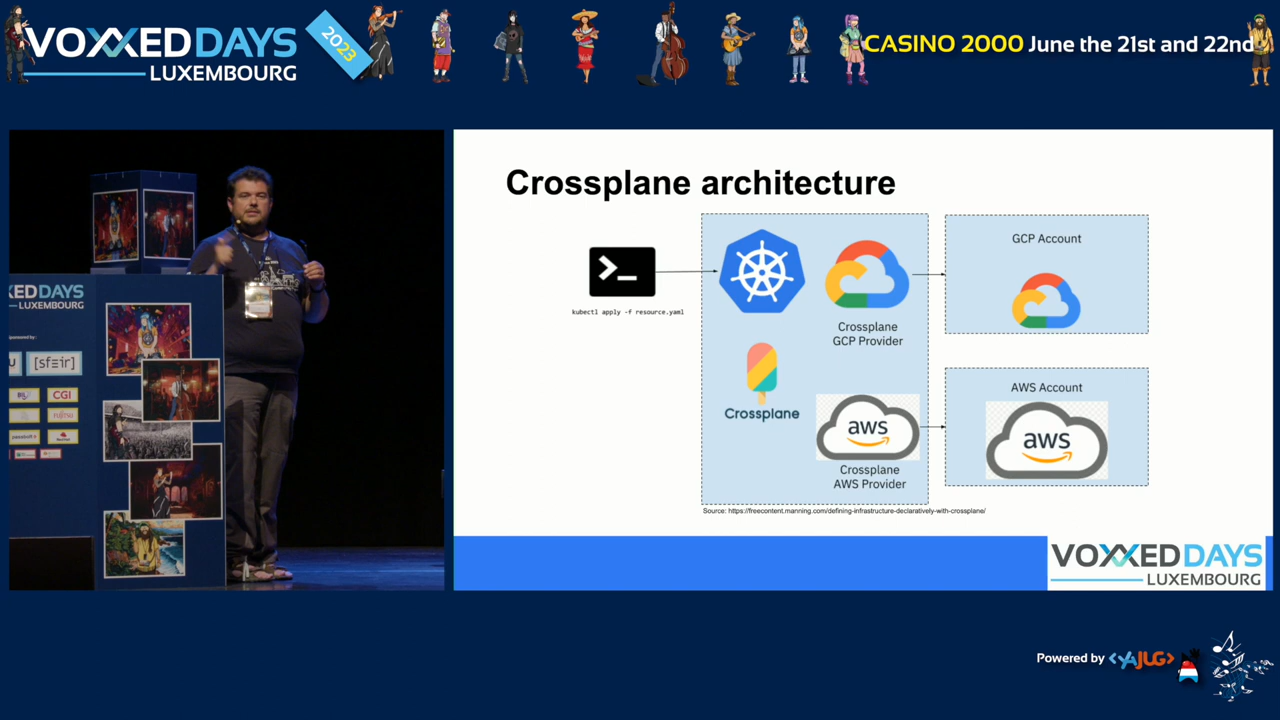 VOXXED DAYS
LUXEMBOURG
2023
CASINO 2000 June the 21st and 22nd
ED DAYS
LUXEMBOURG
[sfeir]
CGI
Crossplane architecture
kubectl apply -f resource.yaml
Crossplane
GCP Provider
Crossplane
aws
Crossplane
AWS Provider
GCP Account
AWS Account
aws
Source: https://freecontent.manning.com/defining-infrastructure-declaratively-with-crossplane/
VOXXED DAYS
LUXEMBOURG
Powered by <YAJUG>